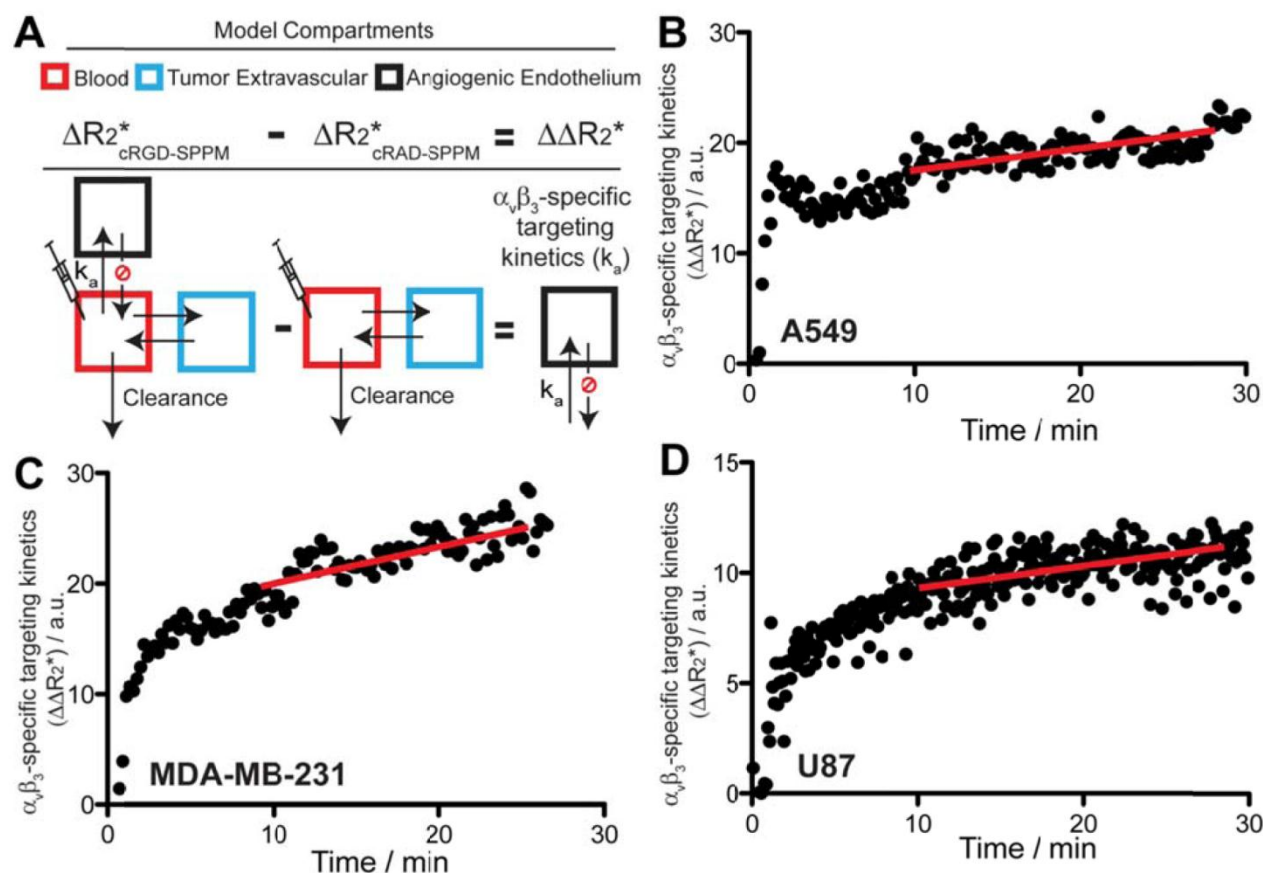 A
Model Compartments
Blood Tumor Extravascular Angiogenic Endothelium
ΔR₂*cRGD-SPPM - ΔR₂*cRAD-SPPM = ΔΔR₂*
αᵥβ₃-specific
targeting
kinetics (kₐ)
kₐ
- =
Clearance
Clearance
kₐ
B
αᵥβ₃-specific targeting kinetics
(ΔΔR₂*) / a.u.
30
20
10
0
A549
0 10 20 30
Time / min
C
αᵥβ₃-specific targeting kinetics
(ΔΔR₂*) / a.u.
30
20
10
0
MDA-MB-231
0 10 20 30
Time / min
D
αᵥβ₃-specific targeting kinetics
(ΔΔR₂*) / a.u.
15
10
5
0
U87
0 10 20 30
Time / min